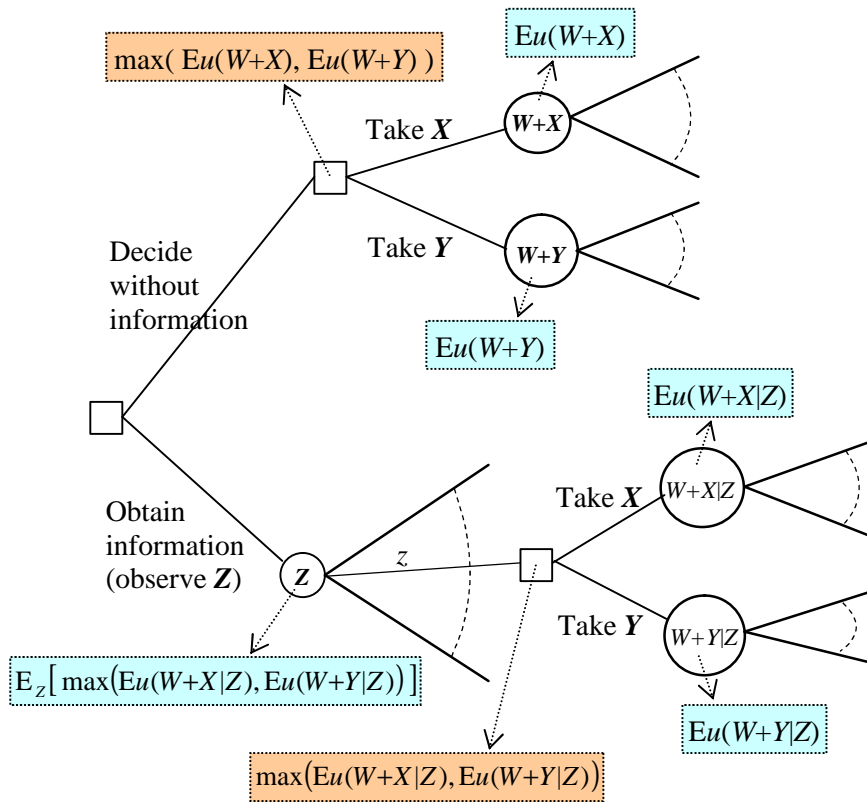 Eu(W+X)
max( Eu(W+X), Eu(W+Y) )
Take X
W+X
Take Y
W+Y
Decide
without
information
Eu(W+Y)
Eu(W+X|Z)
Take X
W+X|Z
Obtain
information
(observe Z)
Z
z
Take Y
W+Y|Z
E_Z[ max(Eu(W+X|Z), Eu(W+Y|Z)) ]
Eu(W+Y|Z)
max(Eu(W+X|Z), Eu(W+Y|Z))